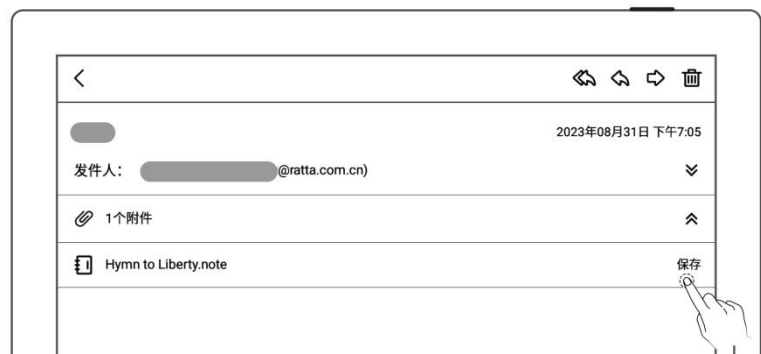 2023年08月31日 下午7:05
发件人： @ratta.com.cn)
1个附件
Hymn to Liberty.note 保存